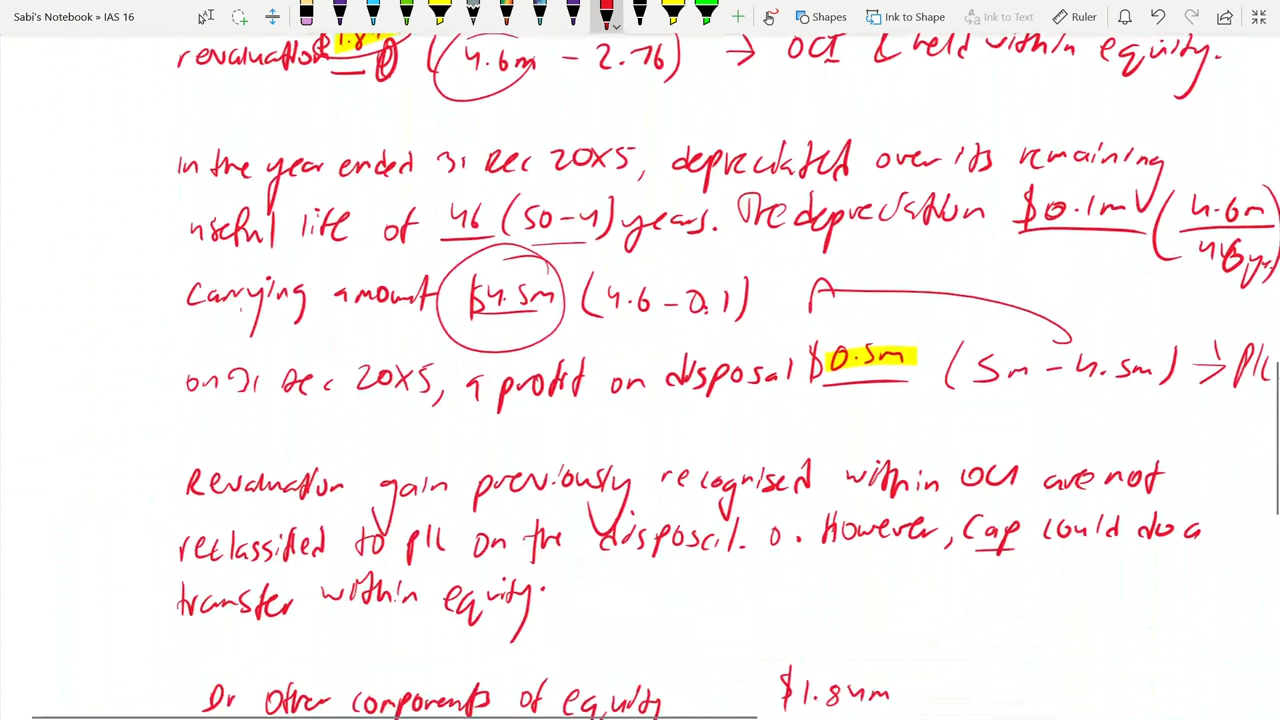 Sabi's Notebook » IAS 16
Shapes
Ink to Shape
Ink to Text
Ruler
revaluation $1.84 (4.6m - 2.76) → OCI & held within equity.
In the year ended 31 Dec 20X5, depreciated over its remaining
useful life of 46 (50-4) years. The depreciation $0.1m (4.6m / 46 yrs)
carrying amount $4.5m (4.6 - 0.1)
on 31 Dec 20X5, a profit on disposal $0.5m (5m - 4.5m) → P/L
Revaluation gain previously recognised within OCI are not
reclassified to P/L on the disposal. However, Cap could do a
transfer within equity.
Dr Other components of equity $1.84m